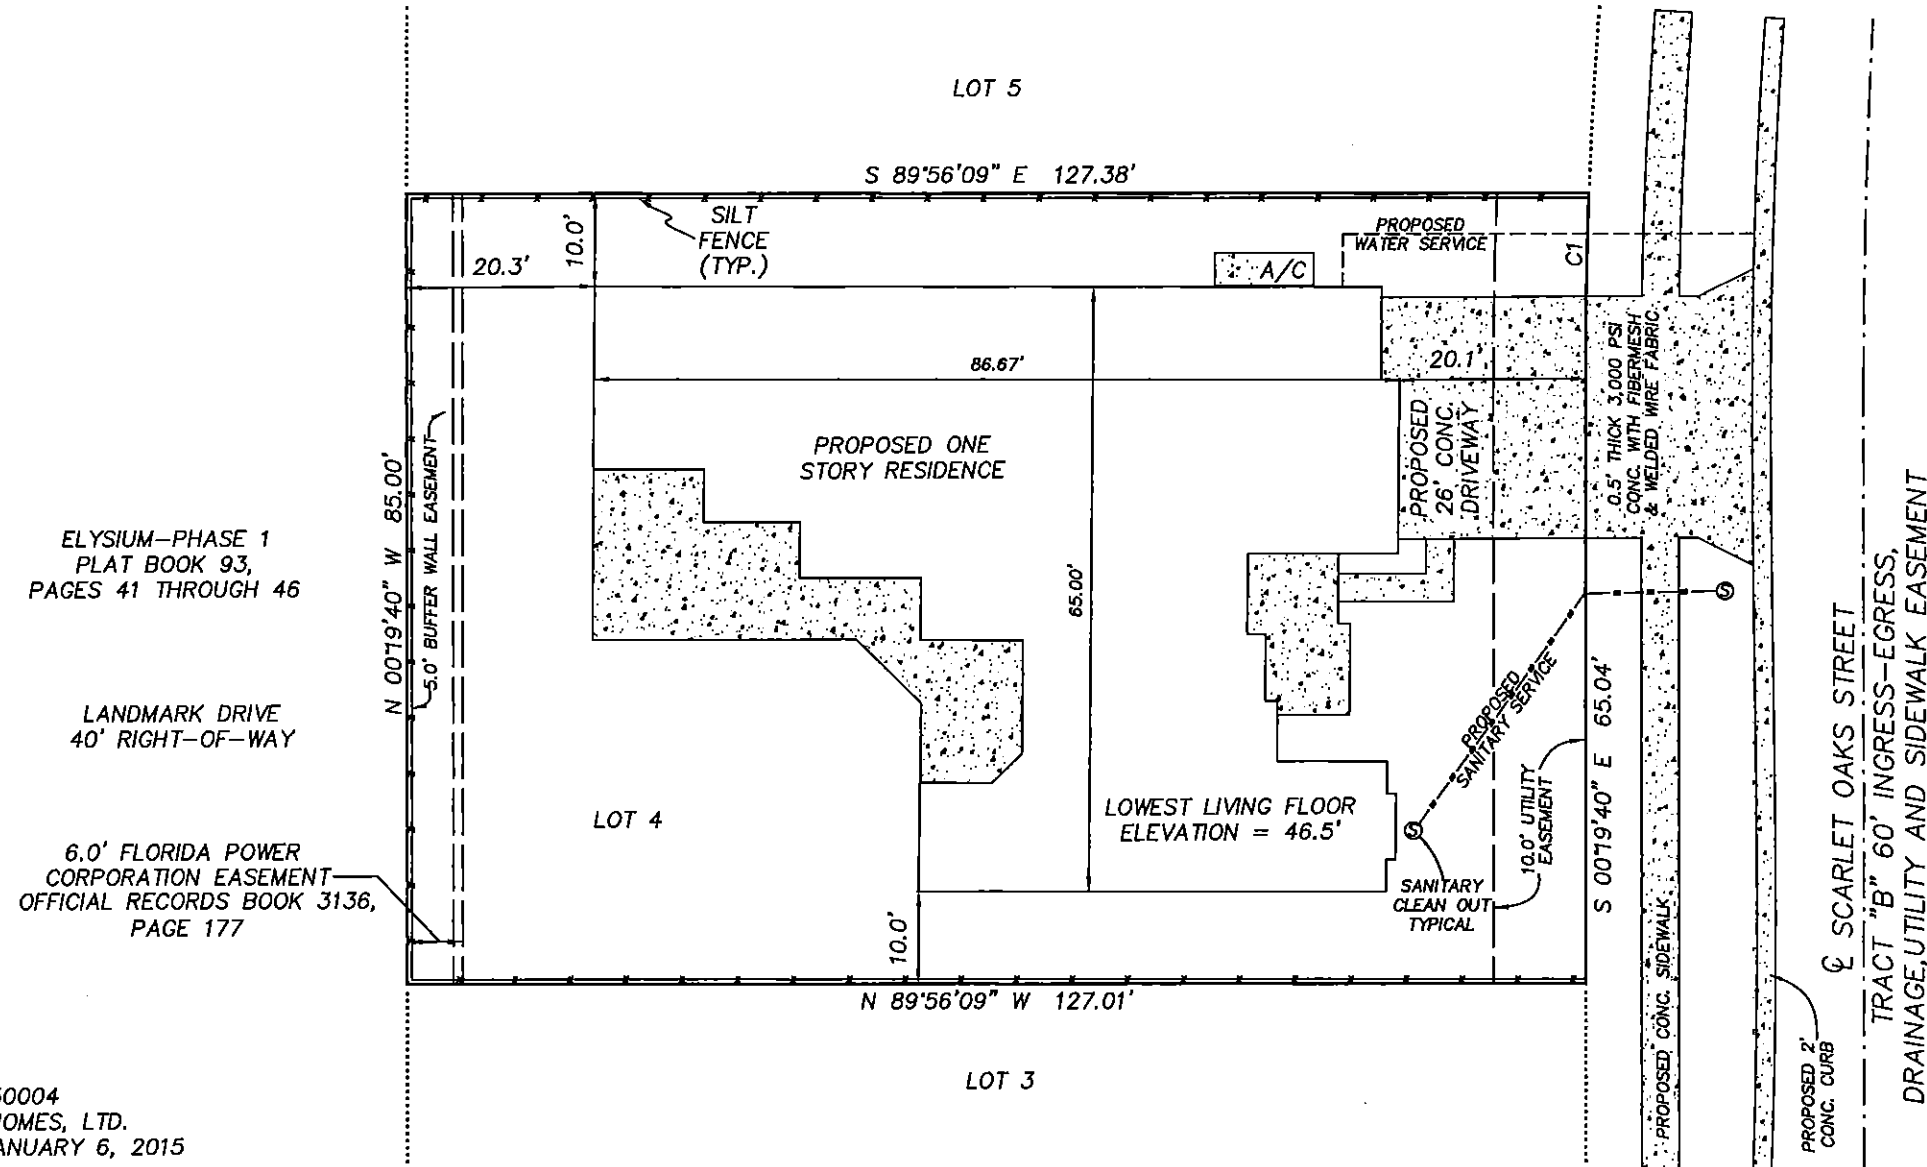 LOT 5
S 89°56'09" E 127.38'
SILT
FENCE
(TYP.)
10.0'
20.3'
PROPOSED
WATER SERVICE
C1
A/C
86.67'
20.1'
0.5' THICK 3,000 PSI
CONC. WITH FIBERMESH
& WELDED WIRE FABRIC
PROPOSED
26' CONC.
DRIVEWAY
PROPOSED ONE
STORY RESIDENCE
65.00'
N 00°19'40" W 85.00'
5.0' BUFFER WALL EASEMENT
ELYSIUM-PHASE 1
PLAT BOOK 93,
PAGES 41 THROUGH 46
LANDMARK DRIVE
40' RIGHT-OF-WAY
S
PROPOSED
SANITARY SERVICE
S 00°19'40" E 65.04'
LOT 4
LOWEST LIVING FLOOR
ELEVATION = 46.5'
S
10.0' UTILITY
EASEMENT
6.0' FLORIDA POWER
CORPORATION EASEMENT
OFFICIAL RECORDS BOOK 3136,
PAGE 177
SANITARY
CLEAN OUT
TYPICAL
10.0'
N 89°56'09" W 127.01'
LOT 3
PROPOSED CONC. SIDEWALK
PROPOSED 2'
CONC. CURB
℄ SCARLET OAKS STREET
TRACT "B" 60' INGRESS-EGRESS,
DRAINAGE,UTILITY AND SIDEWALK EASEMENT
0004
OMES, LTD.
ANUARY 6, 2015